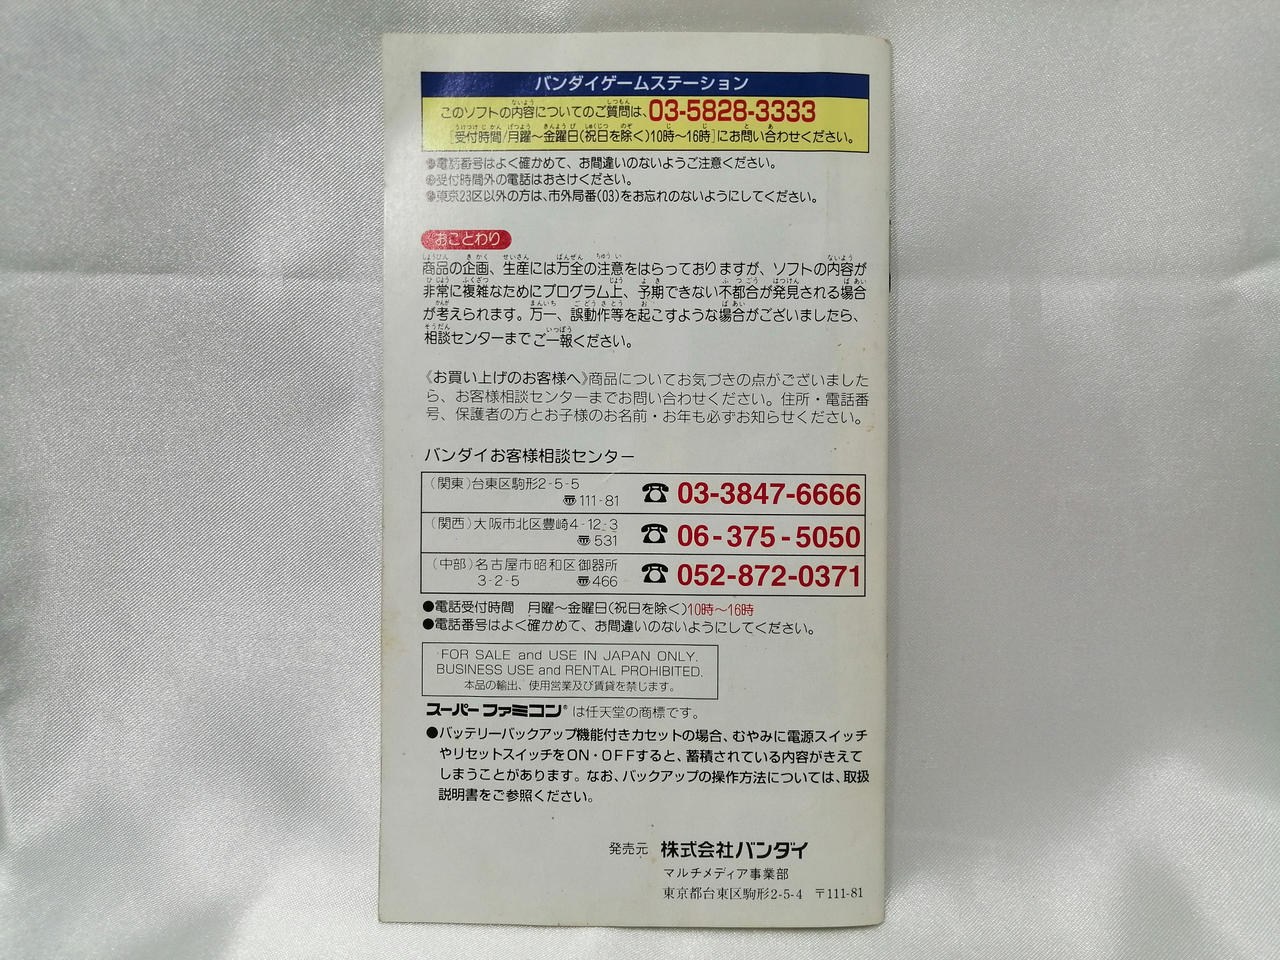 バンダイゲームステーション
このソフトの内容についてのご質問は、03-5828-3333
[受付時間/月曜〜金曜日(祝日を除く)10時〜16時]にお問い合わせください。
●電話番号はよく確かめて、お間違いのないようご注意ください。
●受付時間外の電話はおさけください。
●東京23区以外の方は、市外局番(03)をお忘れのないようにしてください。
おことわり
商品の企画、生産には万全の注意をはらっておりますが、ソフトの内容が
非常に複雑なためにプログラム上、予期できない不都合が発見される場合
が考えられます。万一、誤動作等を起こすような場合がございましたら、
相談センターまでご一報ください。
《お買い上げのお客様へ》商品についてお気づきの点がございました
ら、お客様相談センターまでお問い合わせください。住所・電話番
号、保護者の方とお子様のお名前・お年も必ずお知らせください。
バンダイお客様相談センター
(関東)台東区駒形2-5-5
〠111-81 ☎03-3847-6666
(関西)大阪市北区豊崎4-12-3
〠531 ☎06-375-5050
(中部)名古屋市昭和区御器所
3-2-5 〠466 ☎052-872-0371
●電話受付時間 月曜〜金曜日(祝日を除く)10時〜16時
●電話番号はよく確かめて、お間違いのないようにしてください。
FOR SALE and USE IN JAPAN ONLY.
BUSINESS USE and RENTAL PROHIBITED.
本品の輸出、使用営業及び賃貸を禁じます。
スーパーファミコン®は任天堂の商標です。
●バッテリーバックアップ機能付きカセットの場合、むやみに電源スイッチ
やリセットスイッチをON・OFFすると、蓄積されている内容がきえて
しまうことがあります。なお、バックアップの操作方法については、取扱
説明書をご参照ください。
発売元 株式会社バンダイ
マルチメディア事業部
東京都台東区駒形2-5-4 〒111-81